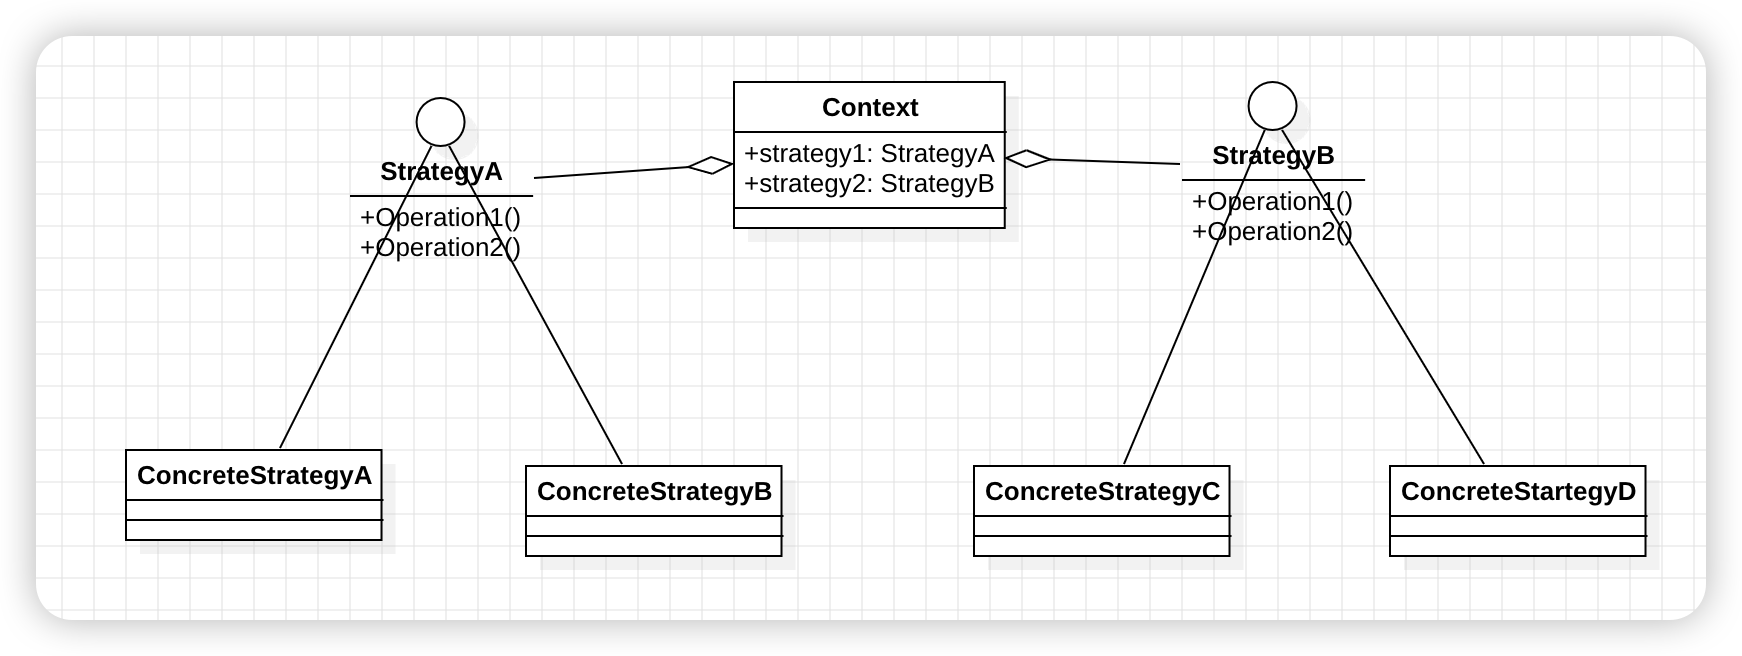 StrategyA
+Operation1()
+Operation2()
Context
+strategy1: StrategyA
+strategy2: StrategyB
StrategyB
+Operation1()
+Operation2()
ConcreteStrategyA
ConcreteStrategyB
ConcreteStrategyC
ConcreteStartegyD